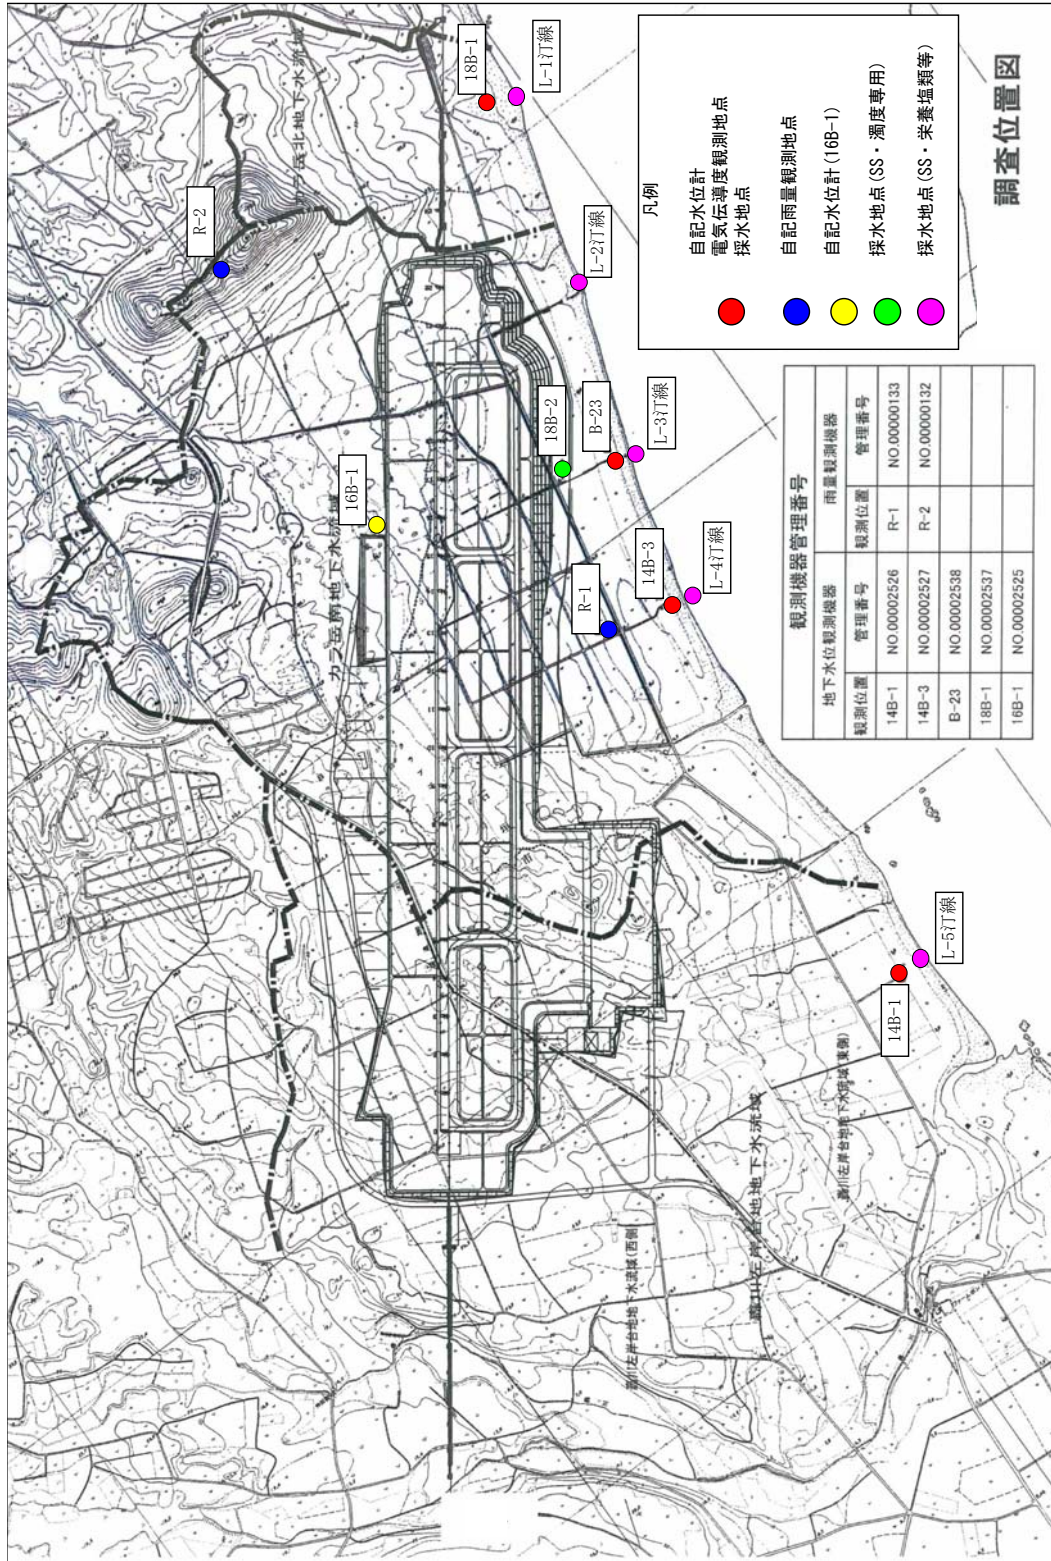 調査位置図
凡例
自記水位計
電気伝導度観測地点
採水地点
自記雨量観測地点
自記水位計(16B-1)
採水地点(SS・濁度専用)
採水地点(SS・栄養塩類等)
観測機器管理番号
地下水位観測機器 雨量観測機器
観測位置 管理番号 観測位置 管理番号
14B-1 NO.00002526 R-1 NO.00000133
14B-3 NO.00002527 R-2 NO.00000132
B-23 NO.00002538
18B-1 NO.00002537
16B-1 NO.00002525
18B-1
L-1汀線
R-2
L-2汀線
16B-1
18B-2
B-23
L-3汀線
R-1
14B-3
L-4汀線
14B-1
L-5汀線
カラ岳南地下水流域